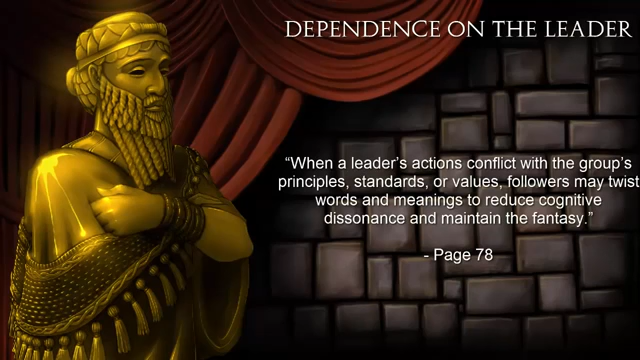 DEPENDENCE ON THE LEADER
“When a leader’s actions conflict with the group’s
principles, standards, or values, followers may twist
words and meanings to reduce cognitive
dissonance and maintain the fantasy.”
- Page 78